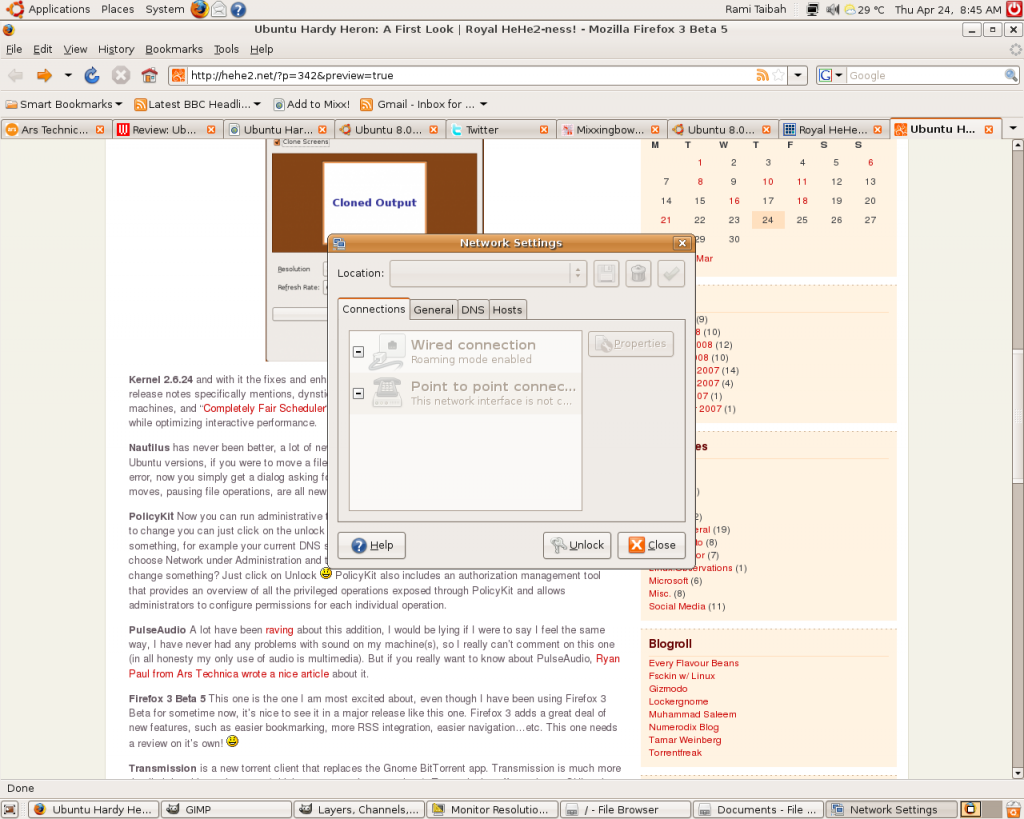 Applications Places System
Rami Taibah 29 °C Thu Apr 24, 8:45 AM
Ubuntu Hardy Heron: A First Look | Royal HeHe2-ness! - Mozilla Firefox 3 Beta 5
File Edit View History Bookmarks Tools Help
http://hehe2.net/?p=342&preview=true
G Google
Smart Bookmarks Latest BBC Headli... Add to Mixx! Gmail - Inbox for ...
Ars Technic... Review: Ub... Ubuntu Har... Ubuntu 8.0... Twitter Mixxingbow... Ubuntu 8.0... Royal HeHe... Ubuntu H...
Clone Screens
Cloned Output
Resolution
Refresh Rate:
M T W T F S S
1 2 3 4 5 6
7 8 9 10 11 12 13
14 15 16 17 18 19 20
21 22 23 24 25 26 27
29 30
Mar
Network Settings
Location:
Connections General DNS Hosts
Wired connection
Roaming mode enabled
Properties
Point to point connec...
This network interface is not c...
Help Unlock Close
(9)
8 (10)
008 (12)
08 (10)
2007 (14)
2007 (4)
07 (1)
2007 (1)
es
)
2)
eral (19)
o (8)
or (7)
Observations (1)
Microsoft (6)
Misc. (8)
Social Media (11)
Kernel 2.6.24 and with it the fixes and enh
release notes specifically mentions, dynstic
machines, and “Completely Fair Scheduler
while optimizing interactive performance.
Nautilus has never been better, a lot of ne
Ubuntu versions, if you were to move a file
error, now you simply get a dialog asking fo
moves, pausing file operations, are all new
PolicyKit Now you can run administrative
to change you can just click on the unlock
something, for example your current DNS s
choose Network under Administration and t
change something? Just click on Unlock PolicyKit also includes an authorization management tool
that provides an overview of all the privileged operations exposed through PolicyKit and allows
administrators to configure permissions for each individual operation.
PulseAudio A lot have been raving about this addition, I would be lying if I were to say I feel the same
way, I have never had any problems with sound on my machine(s), so I really can't comment on this one
(in all honesty my only use of audio is multimedia). But if you really want to know about PulseAudio, Ryan
Paul from Ars Technica wrote a nice article about it.
Firefox 3 Beta 5 This one is the one I am most excited about, even though I have been using Firefox 3
Beta for sometime now, it's nice to see it in a major release like this one. Firefox 3 adds a great deal of
new features, such as easier bookmarking, more RSS integration, easier navigation...etc. This one needs
a review on it's own!
Transmission is a new torrent client that replaces the Gnome BitTorrent app. Transmission is much more
Blogroll
Every Flavour Beans
Fsckin w/ Linux
Gizmodo
Lockergnome
Muhammad Saleem
Numerodix Blog
Tamar Weinberg
Torrentfreak
Done
Ubuntu Hardy He... GIMP Layers, Channels,... Monitor Resolutio... / - File Browser Documents - File ... Network Settings